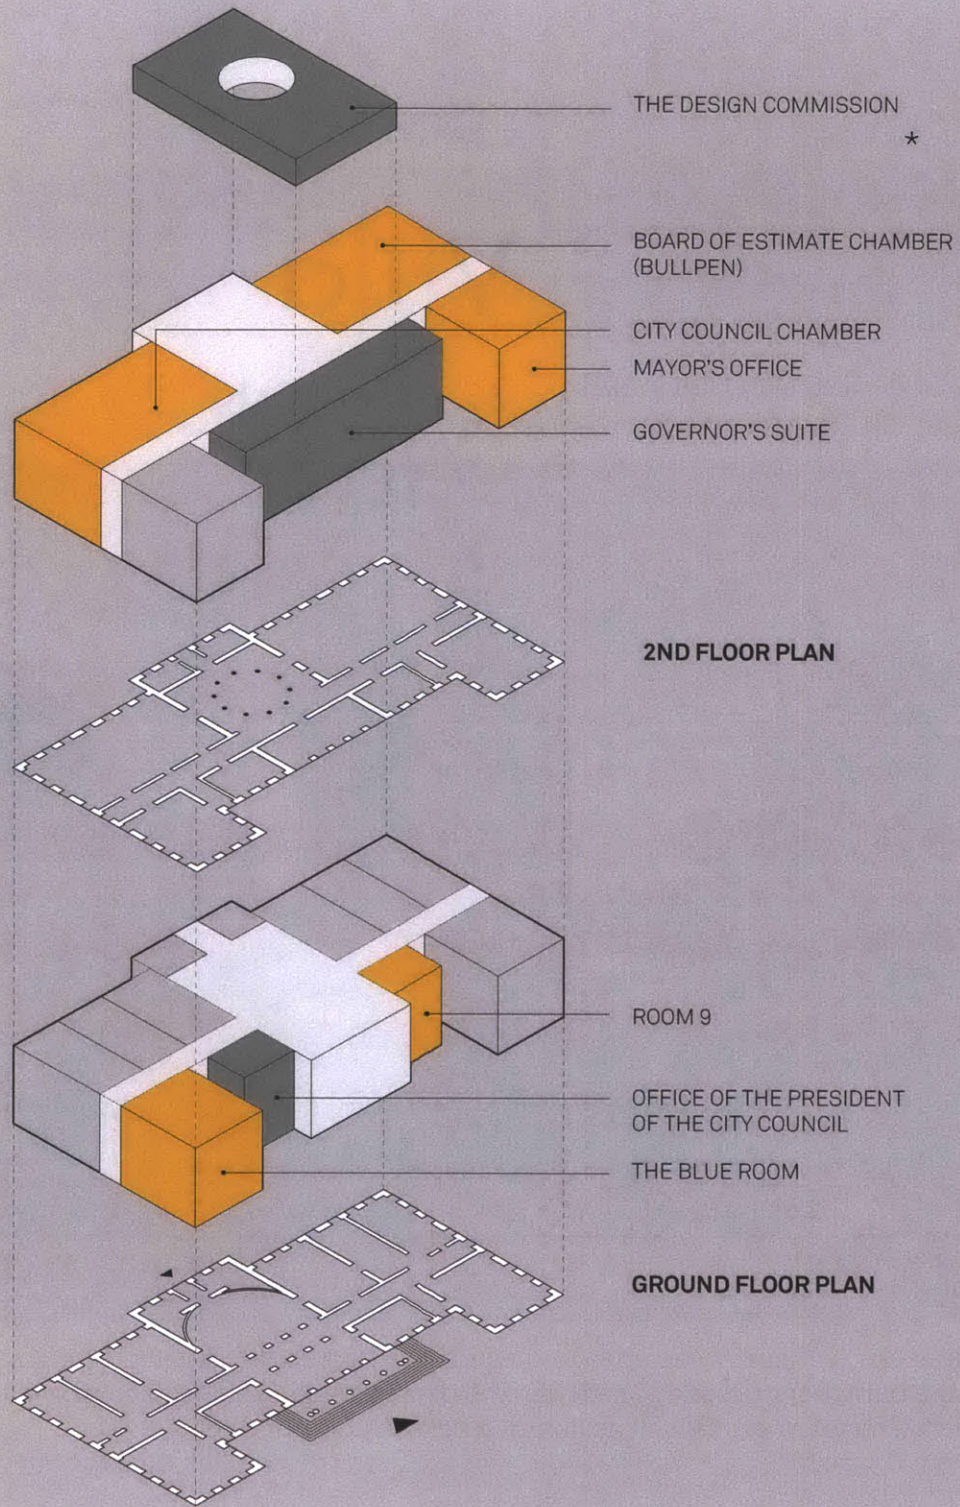 THE DESIGN COMMISSION
*
BOARD OF ESTIMATE CHAMBER
(BULLPEN)
CITY COUNCIL CHAMBER
MAYOR'S OFFICE
GOVERNOR'S SUITE
2ND FLOOR PLAN
ROOM 9
OFFICE OF THE PRESIDENT
OF THE CITY COUNCIL
THE BLUE ROOM
GROUND FLOOR PLAN